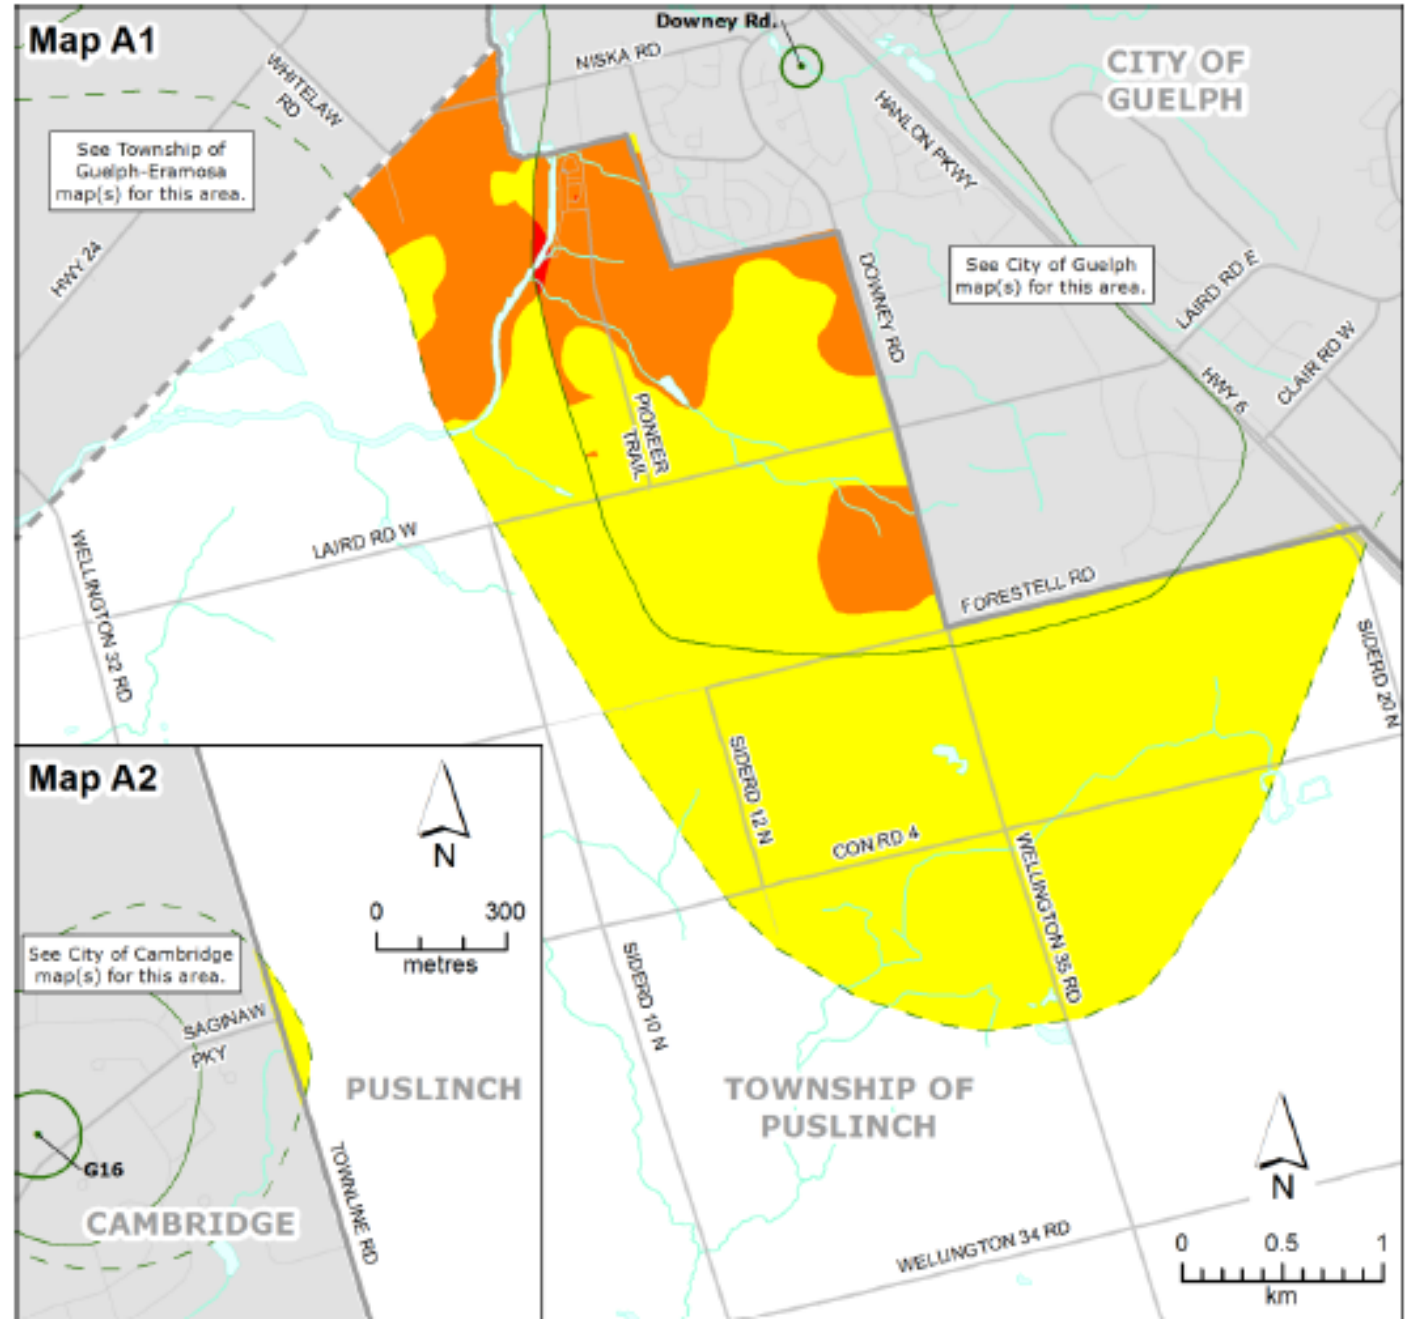 Map A1
Downey Rd.
NISKA RD
WHITELAW
RD
CITY OF
GUELPH
HANLON PKWY
See Township of
Guelph-Eramosa
map(s) for this area.
HWY 24
See City of Guelph
map(s) for this area.
DOWNEY RD
LAIRD RD E
CLAIR RD W
HWY 6
PIONEER
TRAIL
LAIRD RD W
WELLINGTON 32 RD
FORESTELL RD
SIDERD 20 N
SIDERD 12 N
CON RD 4
WELLINGTON 35 RD
SIDERD 10 N
TOWNSHIP OF
PUSLINCH
WELLINGTON 34 RD
N
0 0.5 1
km
Map A2
N
0 300
metres
See City of Cambridge
map(s) for this area.
SAGINAW
PKY
PUSLINCH
G16
CAMBRIDGE
TOWNLINE RD